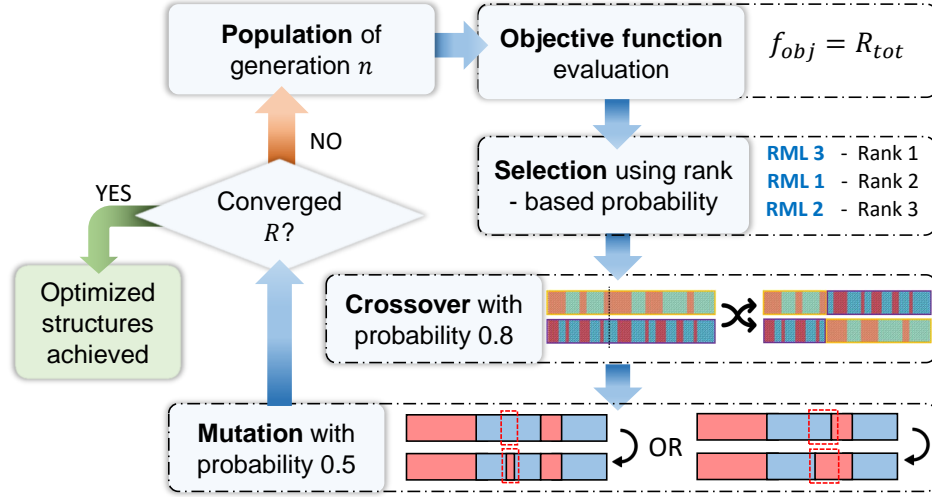 Population of
generation n
Objective function
evaluation
f_obj = R_tot
NO
Selection using rank
- based probability
RML 3 - Rank 1
RML 1 - Rank 2
RML 2 - Rank 3
YES
Converged
R?
Optimized
structures
achieved
Crossover with
probability 0.8
Mutation with
probability 0.5
OR